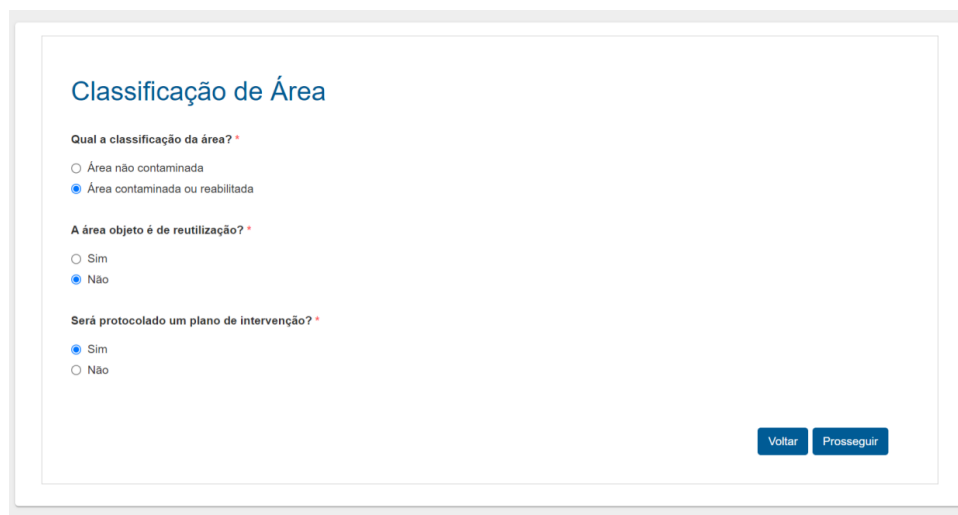 Classificação de Área
Qual a classificação da área? *
Área não contaminada
Área contaminada ou reabilitada
A área objeto é de reutilização? *
Sim
Não
Será protocolado um plano de intervenção? *
Sim
Não
Voltar Prosseguir